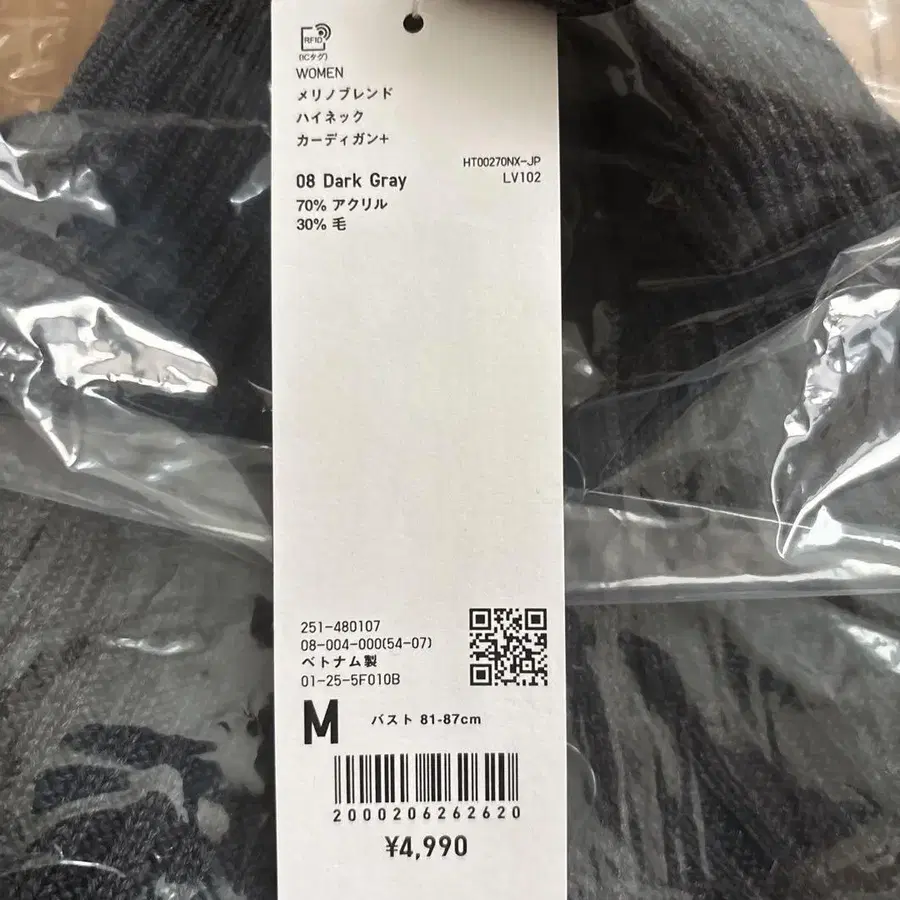 RFID
(ICタグ)
WOMEN
メリノブレンド
ハイネック
カーディガン+
HT00270NX-JP
LV102
08 Dark Gray
70% アクリル
30% 毛
251-480107
08-004-000(54-07)
ベトナム製
01-25-5F010B
M バスト 81-87cm
2000206262620
¥4,990